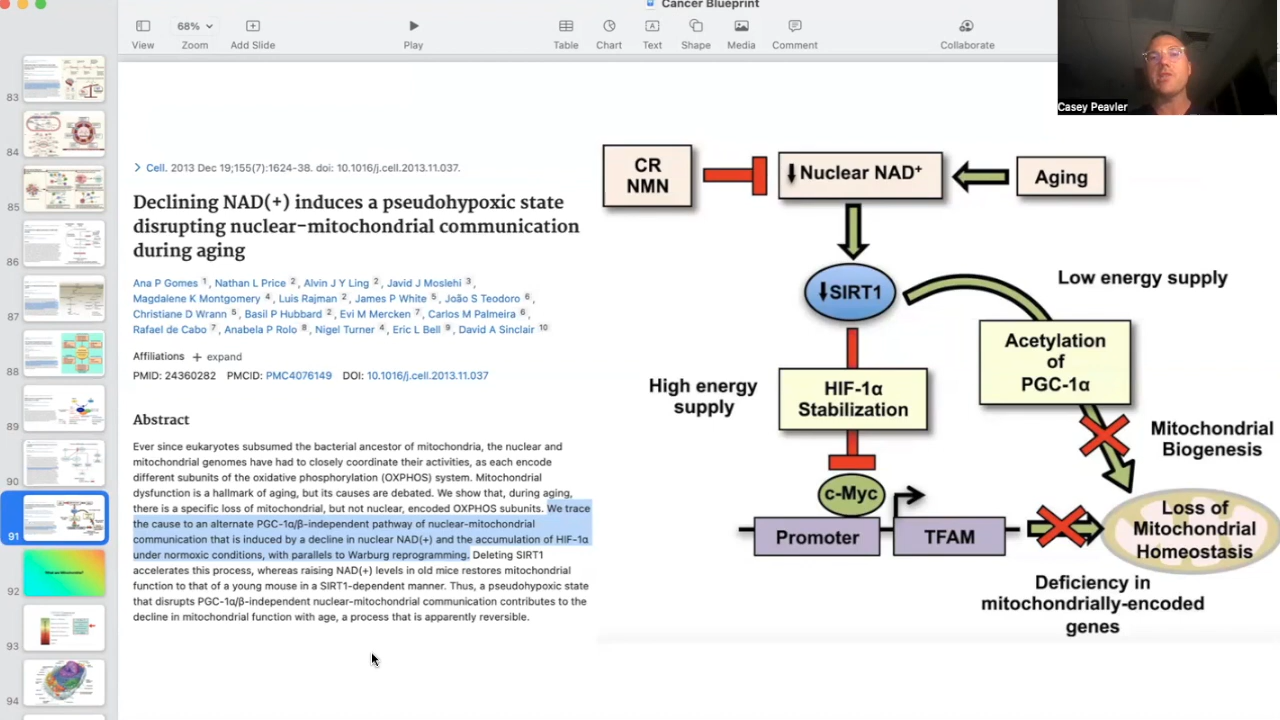 Cancer Blueprint
68%
View
Zoom
Add Slide
Play
Table
Chart
Text
Shape
Media
Comment
Collaborate
Casey Peavler
83
84
85
86
87
88
89
90
91
92
93
94
> Cell. 2013 Dec 19;155(7):1624-38. doi: 10.1016/j.cell.2013.11.037.
Declining NAD(+) induces a pseudohypoxic state
disrupting nuclear-mitochondrial communication
during aging
Ana P Gomes 1, Nathan L Price 2, Alvin J Y Ling 2, Javid J Moslehi 3,
Magdalene K Montgomery 4, Luis Rajman 2, James P White 5, João S Teodoro 6,
Christiane D Wrann 5, Basil P Hubbard 2, Evi M Mercken 7, Carlos M Palmeira 6,
Rafael de Cabo 7, Anabela P Rolo 8, Nigel Turner 4, Eric L Bell 9, David A Sinclair 10
Affiliations + expand
PMID: 24360282 PMCID: PMC4076149 DOI: 10.1016/j.cell.2013.11.037
Abstract
Ever since eukaryotes subsumed the bacterial ancestor of mitochondria, the nuclear and
mitochondrial genomes have had to closely coordinate their activities, as each encode
different subunits of the oxidative phosphorylation (OXPHOS) system. Mitochondrial
dysfunction is a hallmark of aging, but its causes are debated. We show that, during aging,
there is a specific loss of mitochondrial, but not nuclear, encoded OXPHOS subunits. We trace
the cause to an alternate PGC-1α/β-independent pathway of nuclear-mitochondrial
communication that is induced by a decline in nuclear NAD(+) and the accumulation of HIF-1α
under normoxic conditions, with parallels to Warburg reprogramming. Deleting SIRT1
accelerates this process, whereas raising NAD(+) levels in old mice restores mitochondrial
function to that of a young mouse in a SIRT1-dependent manner. Thus, a pseudohypoxic state
that disrupts PGC-1α/β-independent nuclear-mitochondrial communication contributes to the
decline in mitochondrial function with age, a process that is apparently reversible.
CR
NMN
↓Nuclear NAD+
Aging
↓SIRT1
Low energy supply
Acetylation
of
PGC-1α
High energy
supply
HIF-1α
Stabilization
Mitochondrial
Biogenesis
c-Myc
Promoter
TFAM
Loss of
Mitochondrial
Homeostasis
Deficiency in
mitochondrially-encoded
genes